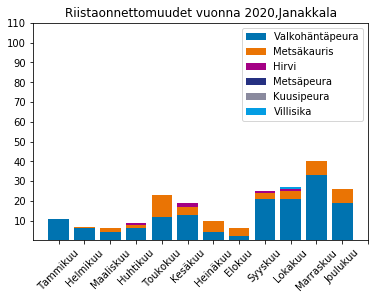 Riistaonnettomuudet vuonna 2020,Janakkala
110
100
90
80
70
60
50
40
30
20
10
Valkohäntäpeura
Metsäkauris
Hirvi
Metsäpeura
Kuusipeura
Villisika
Tammikuu
Helmikuu
Maaliskuu
Huhtikuu
Toukokuu
Kesäkuu
Heinäkuu
Elokuu
Syyskuu
Lokakuu
Marraskuu
Joulukuu